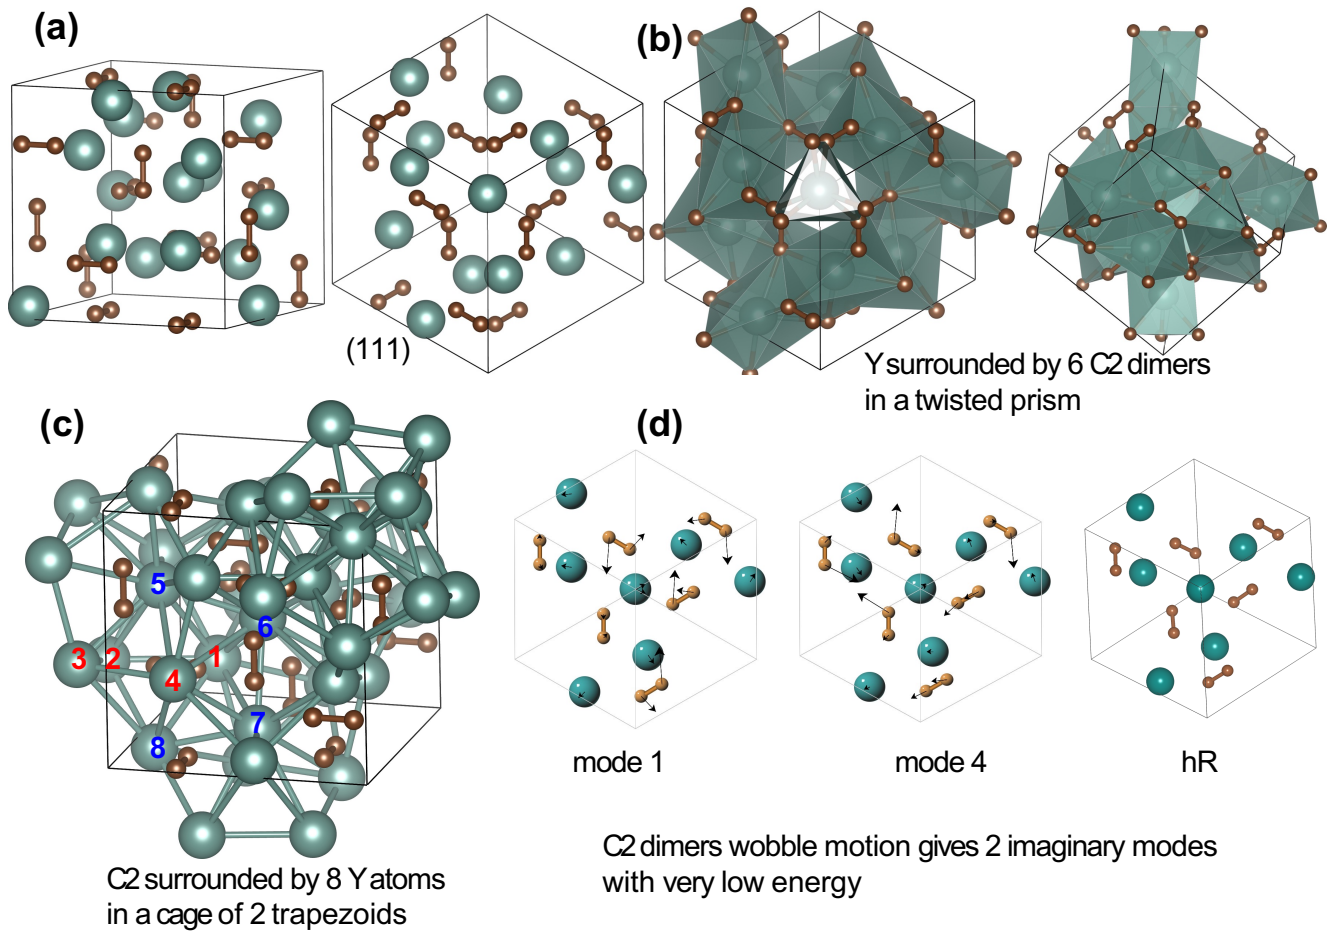 (a)
(b)
(111)
Y surrounded by 6 C2 dimers
in a twisted prism
(c)
(d)
5
6
3 2 1
4
7
8
mode 1
mode 4
hR
C2 surrounded by 8 Y atoms
in a cage of 2 trapezoids
C2 dimers wobble motion gives 2 imaginary modes
with very low energy